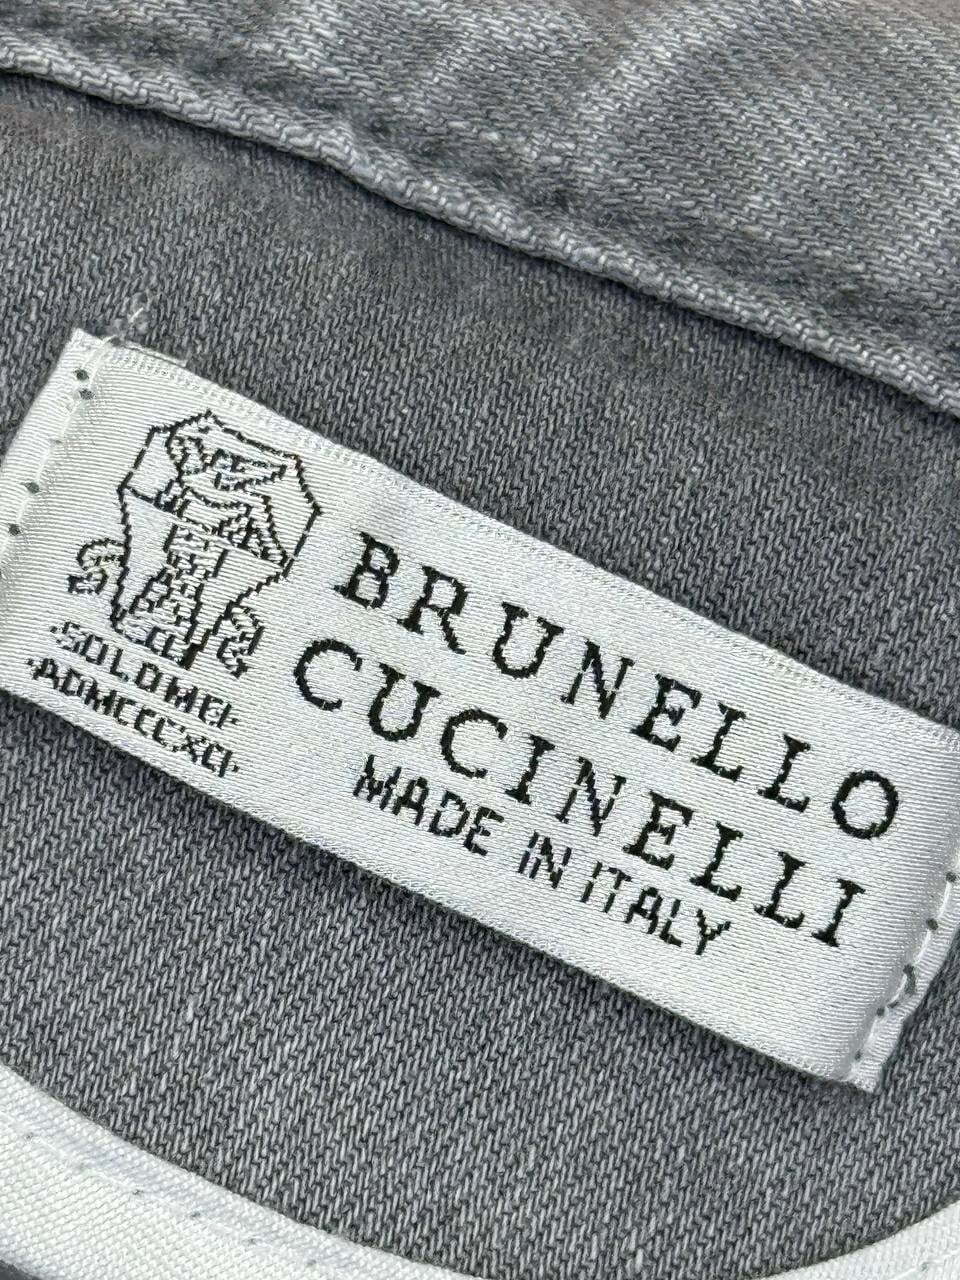 ·SOLOMEI·
·ADMCCCXCI·
BRUNELLO
CUCINELLI
MADE IN ITALY